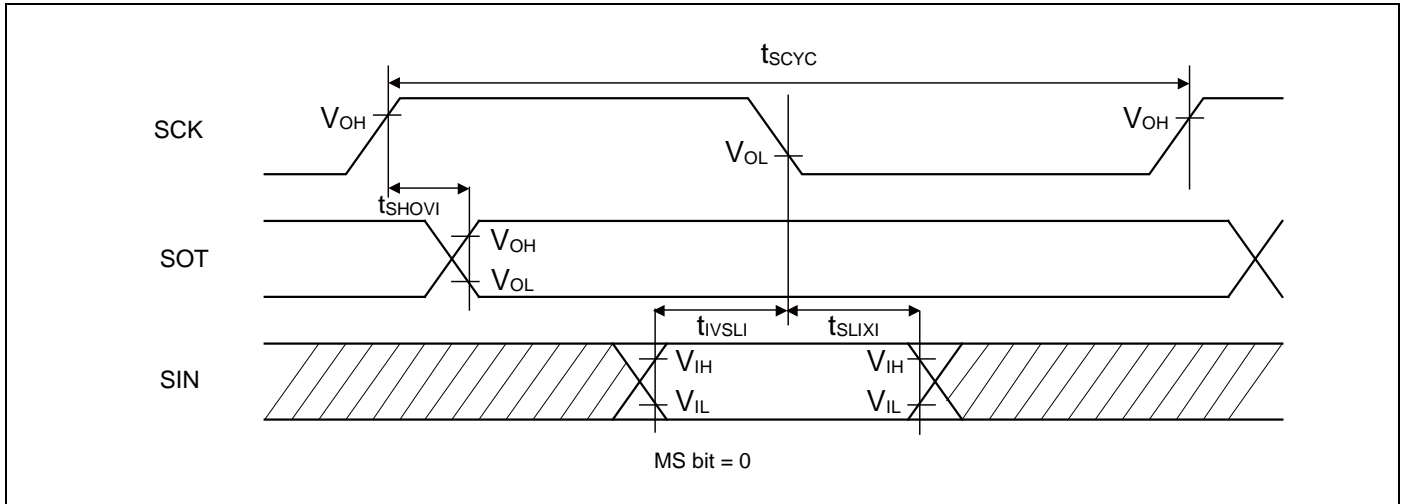 tSCYC
SCK
VOH
VOL
VOH
tSHOVI
SOT
VOH
VOL
tIVSLI
tSLIXI
SIN
VIH
VIL
VIH
VIL
MS bit = 0